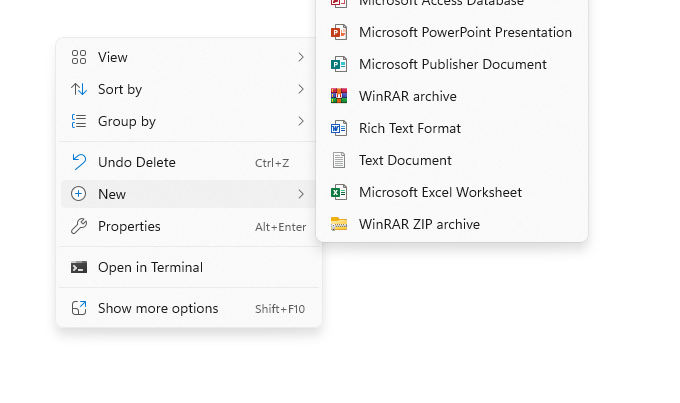 View
Sort by
Group by
Undo Delete Ctrl+Z
New
Properties Alt+Enter
Open in Terminal
Show more options Shift+F10
Microsoft Access Database
Microsoft PowerPoint Presentation
Microsoft Publisher Document
WinRAR archive
Rich Text Format
Text Document
Microsoft Excel Worksheet
WinRAR ZIP archive